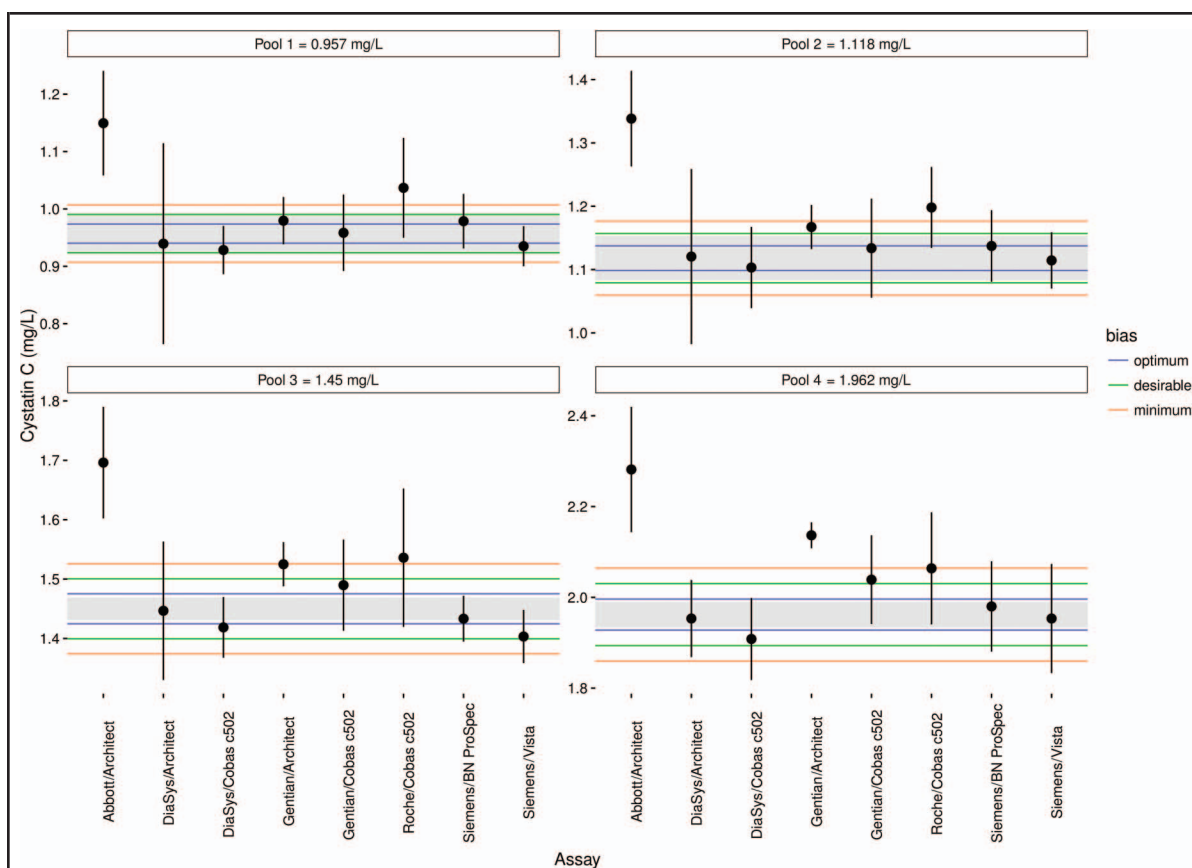 Pool 1 = 0.957 mg/L
Pool 2 = 1.118 mg/L
1.2
1.1
1.0
0.9
0.8
1.4
1.3
1.2
1.1
1.0
Cystatin C (mg/L)
Pool 3 = 1.45 mg/L
Pool 4 = 1.962 mg/L
1.8
1.7
1.6
1.5
1.4
2.4
2.2
2.0
1.8
bias
optimum
desirable
minimum
Abbott/Architect
DiaSys/Architect
DiaSys/Cobas c502
Gentian/Architect
Gentian/Cobas c502
Roche/Cobas c502
Siemens/BN ProSpec
Siemens/Vista
Abbott/Architect
DiaSys/Architect
DiaSys/Cobas c502
Gentian/Architect
Gentian/Cobas c502
Roche/Cobas c502
Siemens/BN ProSpec
Siemens/Vista
Assay